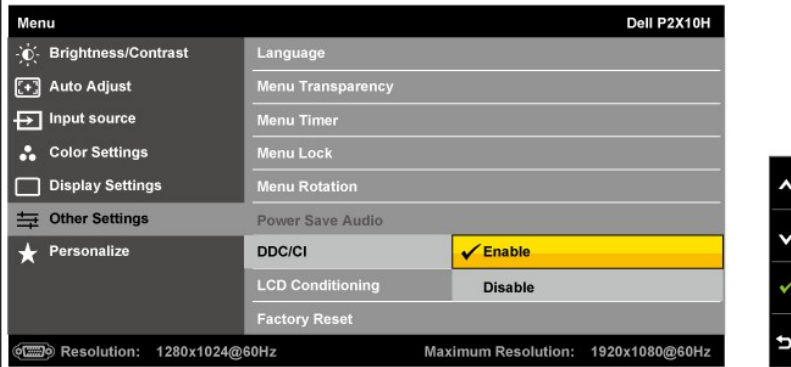 Menu Dell P2X10H
Brightness/Contrast Language
Auto Adjust Menu Transparency
Input source Menu Timer
Color Settings Menu Lock
Display Settings Menu Rotation
Other Settings Power Save Audio
Personalize DDC/CI Enable
LCD Conditioning Disable
Factory Reset
Resolution: 1280x1024@60Hz Maximum Resolution: 1920x1080@60Hz